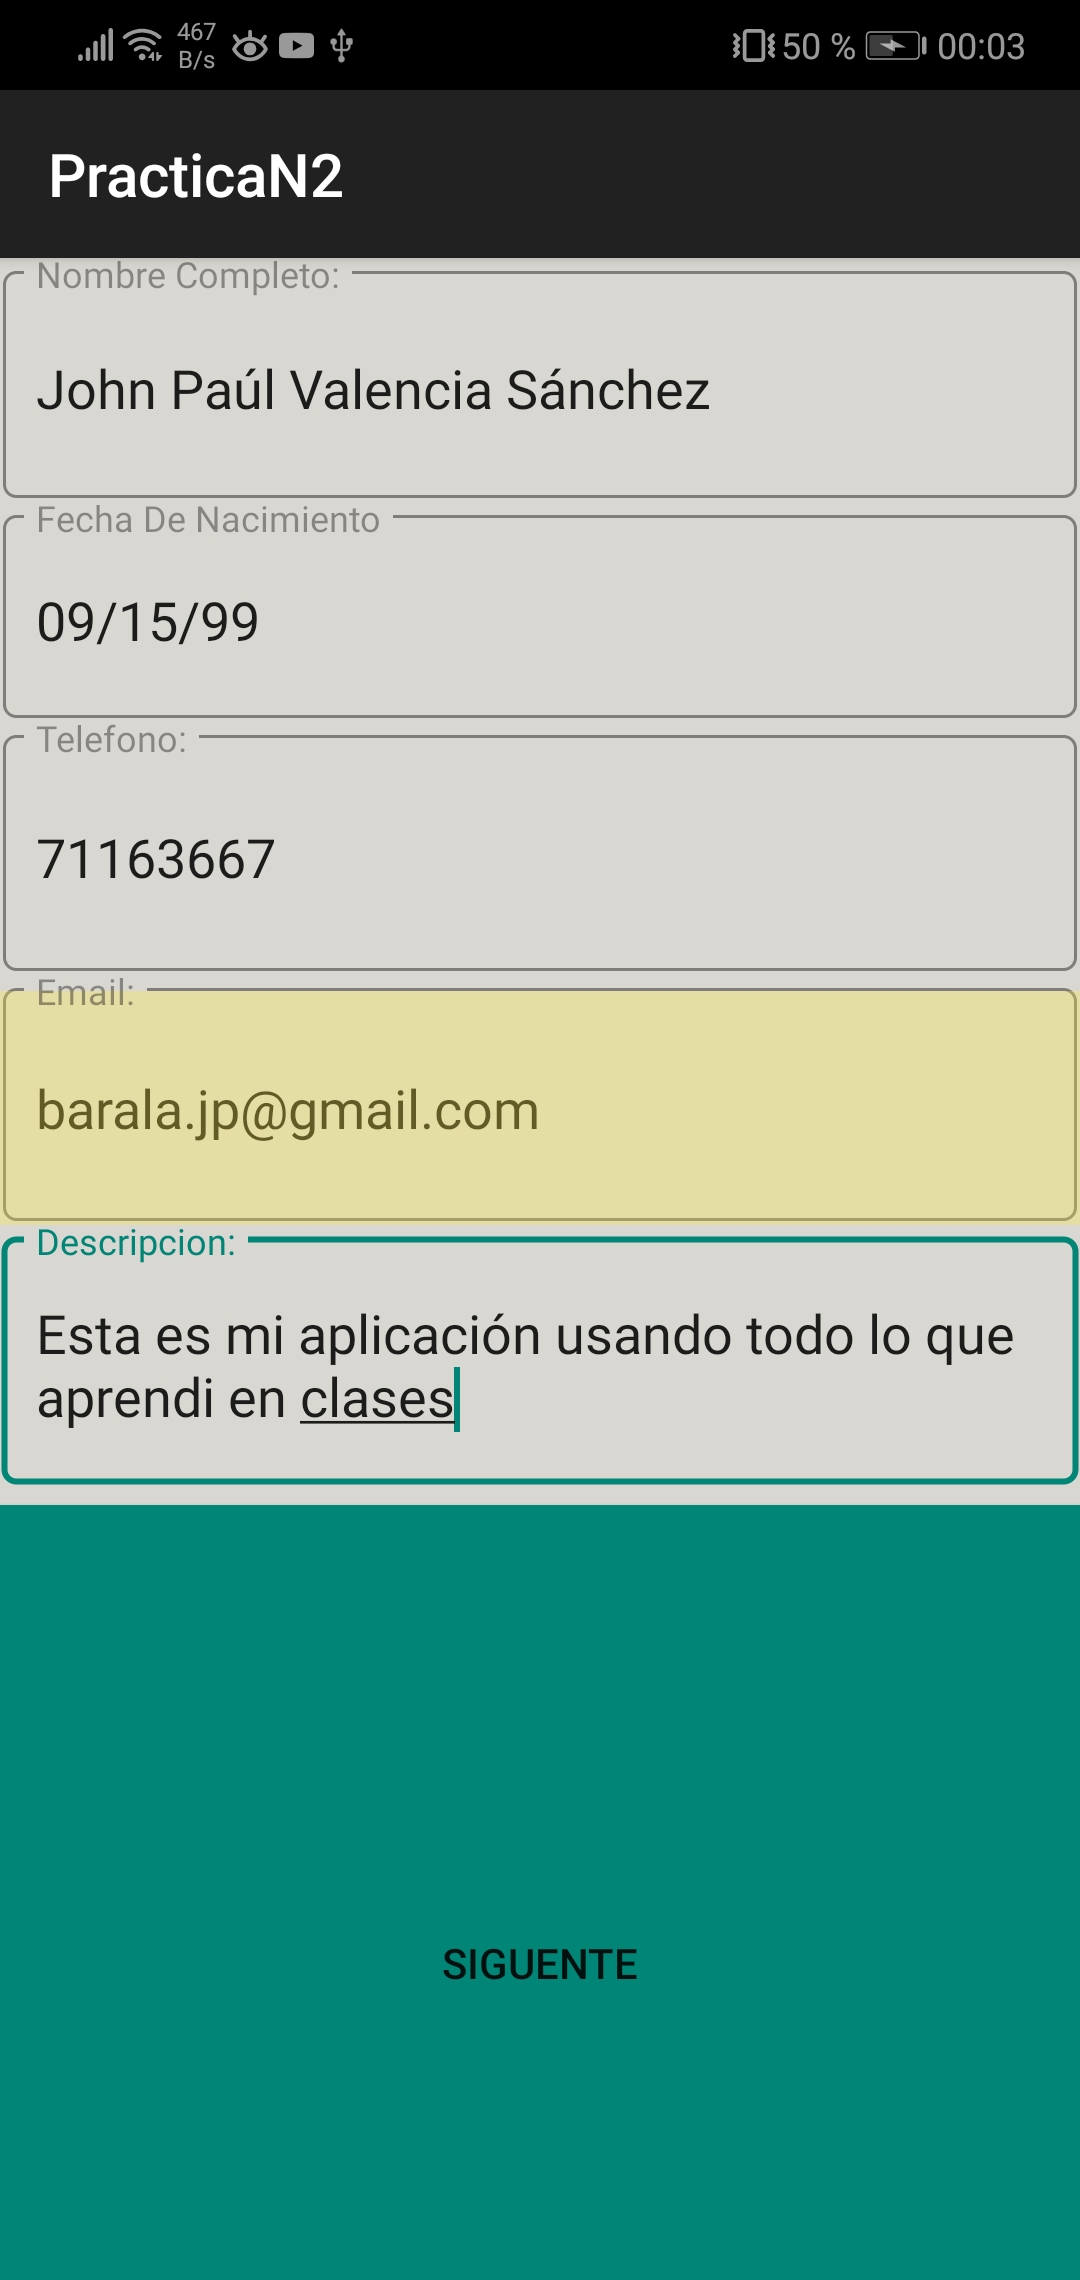 467
B/s
50 %
00:03
PracticaN2
Nombre Completo:
John Paúl Valencia Sánchez
Fecha De Nacimiento
09/15/99
Telefono:
71163667
Email:
barala.jp@gmail.com
Descripcion:
Esta es mi aplicación usando todo lo que
aprendi en clases
SIGUENTE